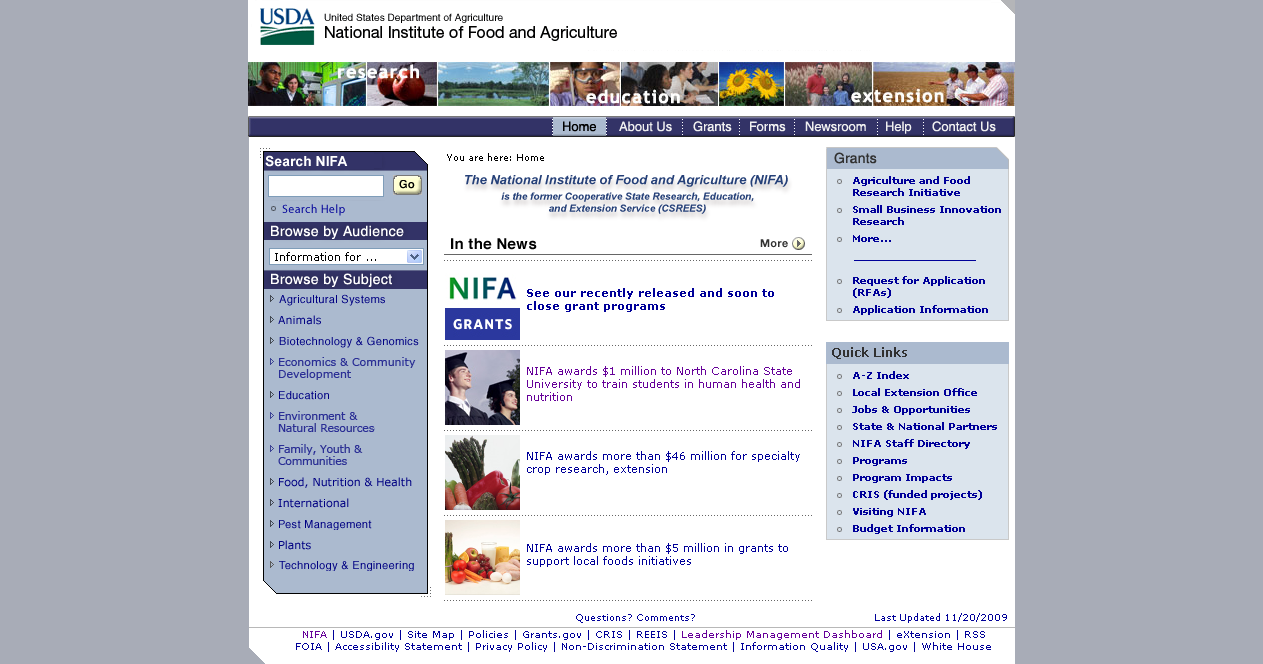 USDA
United States Department of Agriculture
National Institute of Food and Agriculture
research
education
extension
Home
About Us
Grants
Forms
Newsroom
Help
Contact Us
Search NIFA
Go
Search Help
Browse by Audience
Information for ...
Browse by Subject
Agricultural Systems
Animals
Biotechnology & Genomics
Economics & Community
Development
Education
Environment &
Natural Resources
Family, Youth &
Communities
Food, Nutrition & Health
International
Pest Management
Plants
Technology & Engineering
You are here: Home
The National Institute of Food and Agriculture (NIFA)
is the former Cooperative State Research, Education,
and Extension Service (CSREES)
In the News
More
NIFA
GRANTS
See our recently released and soon to
close grant programs
NIFA awards $1 million to North Carolina State
University to train students in human health and
nutrition
NIFA awards more than $46 million for specialty
crop research, extension
NIFA awards more than $5 million in grants to
support local foods initiatives
Grants
Agriculture and Food
Research Initiative
Small Business Innovation
Research
More...
Request for Application
(RFAs)
Application Information
Quick Links
A-Z Index
Local Extension Office
Jobs & Opportunities
State & National Partners
NIFA Staff Directory
Programs
Program Impacts
CRIS (funded projects)
Visiting NIFA
Budget Information
Questions? Comments?
Last Updated 11/20/2009
NIFA | USDA.gov | Site Map | Policies | Grants.gov | CRIS | REEIS | Leadership Management Dashboard | eXtension | RSS
FOIA | Accessibility Statement | Privacy Policy | Non-Discrimination Statement | Information Quality | USA.gov | White House